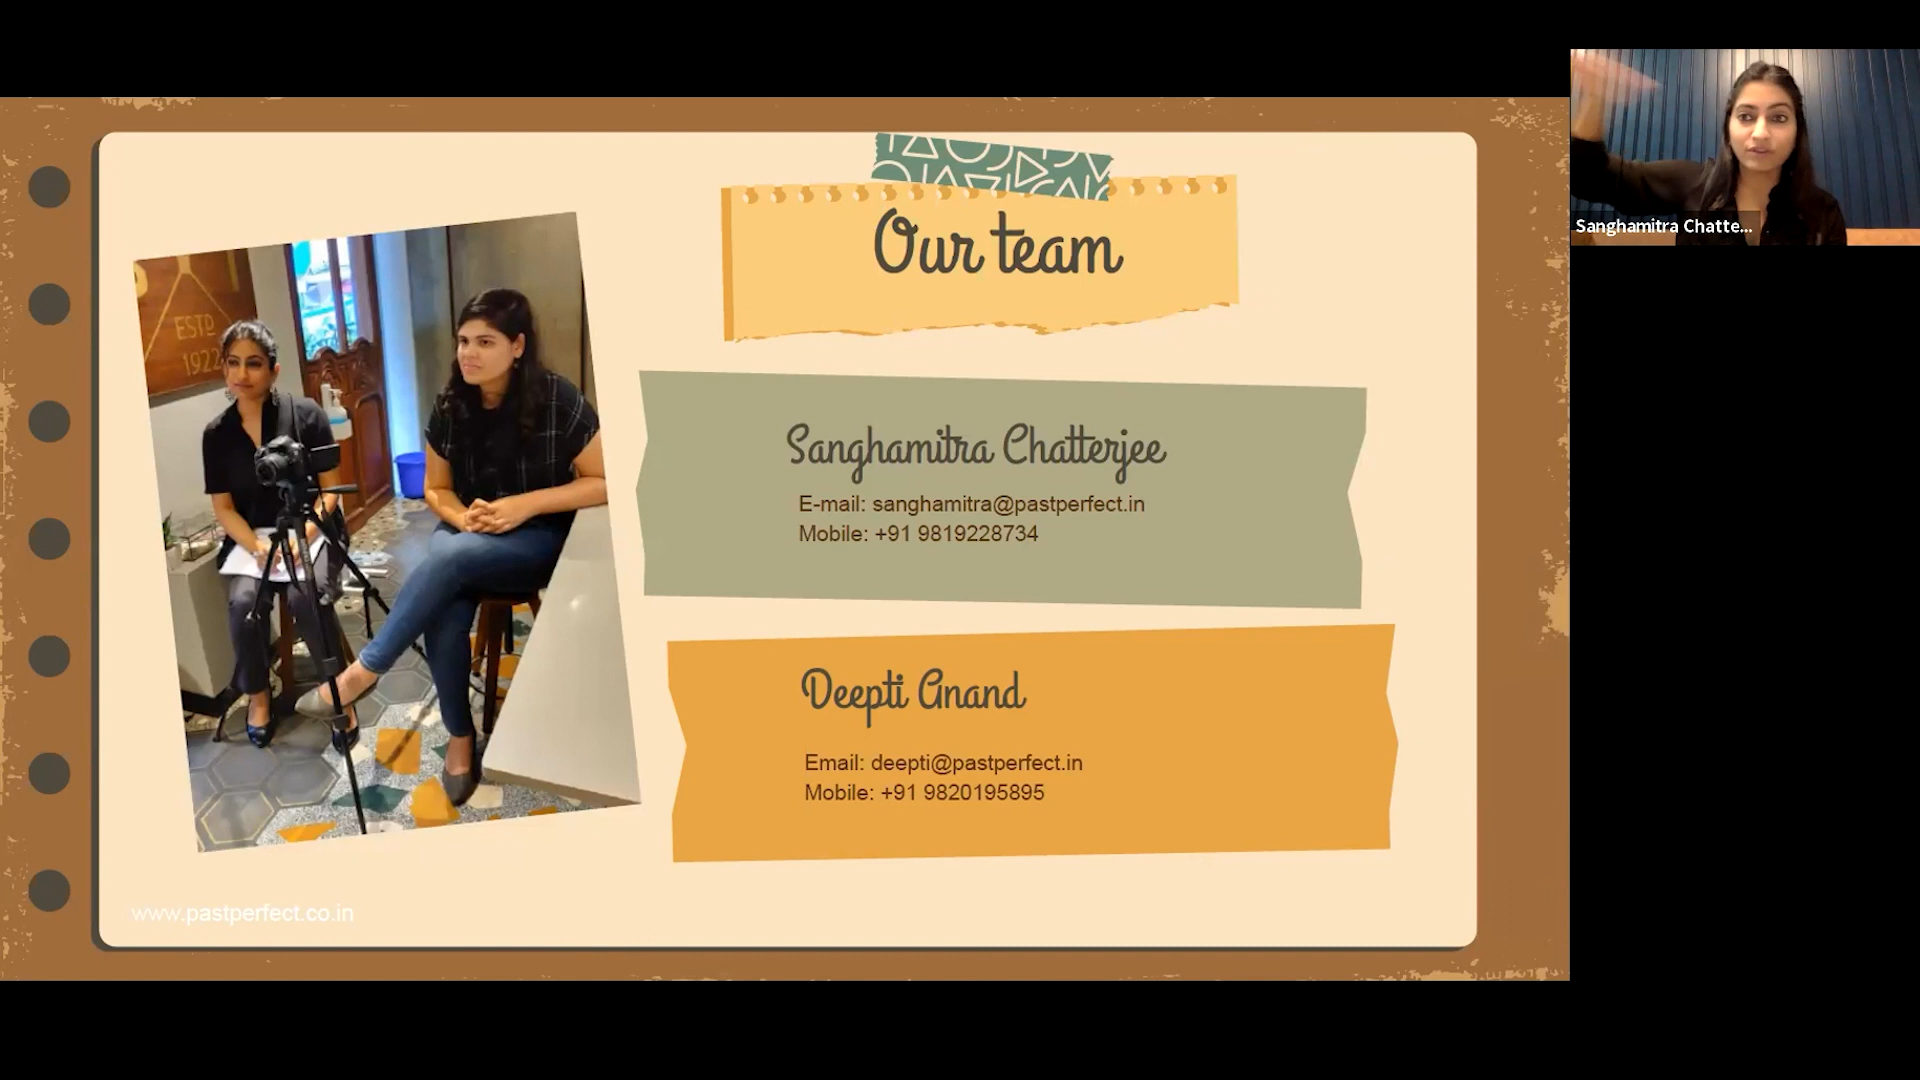 Our team
ESTD
1922
Sanghamitra Chatterjee
E-mail: sanghamitra@pastperfect.in
Mobile: +91 9819228734
Deepti Anand
Email: deepti@pastperfect.in
Mobile: +91 9820195895
www.pastperfect.co.in
Sanghamitra Chatte...